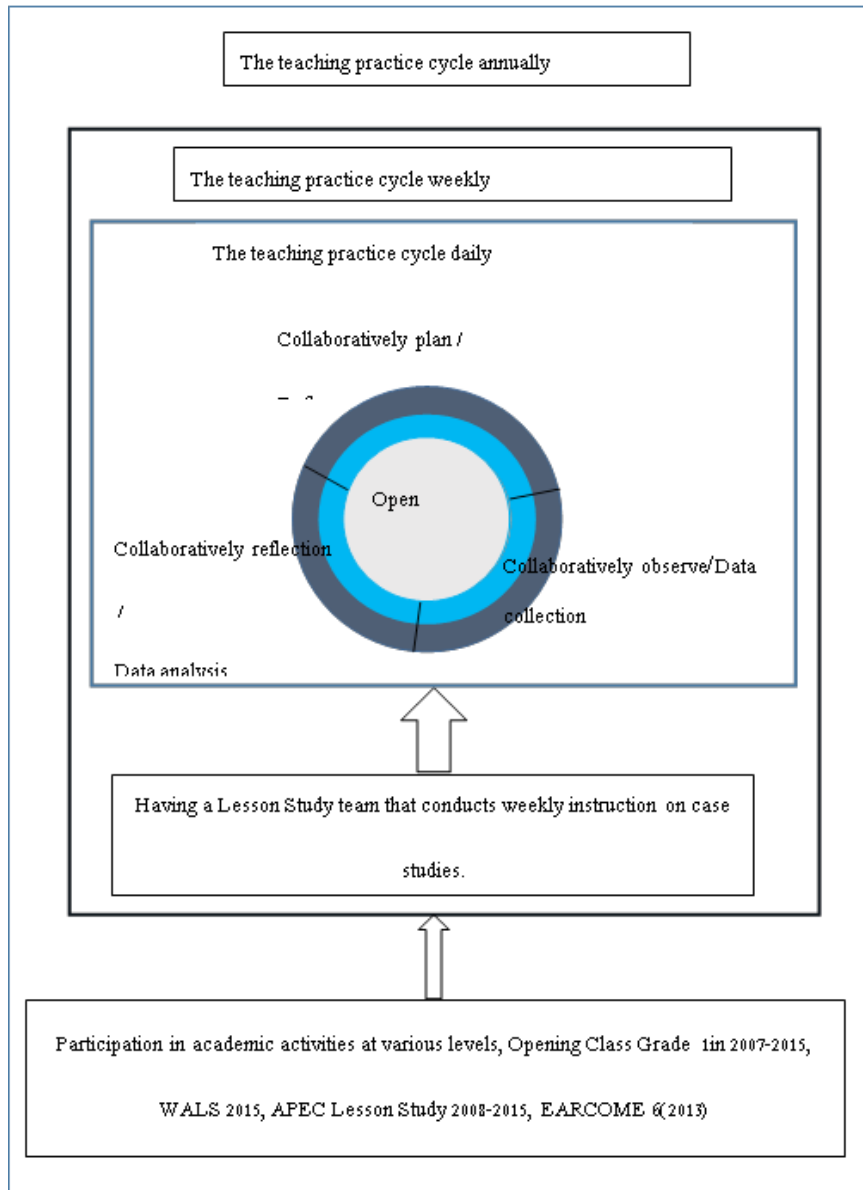 The teaching practice cycle annually
The teaching practice cycle weekly
The teaching practice cycle daily
Collaboratively plan /
Open
Collaboratively reflection
/
Data analysis
Collaboratively observe/Data
collection
Having a Lesson Study team that conducts weekly instruction on case
studies.
Participation in academic activities at various levels, Opening Class Grade 1in 2007-2015,
WALS 2015, APEC Lesson Study 2008-2015, EARCOME 6(2013)